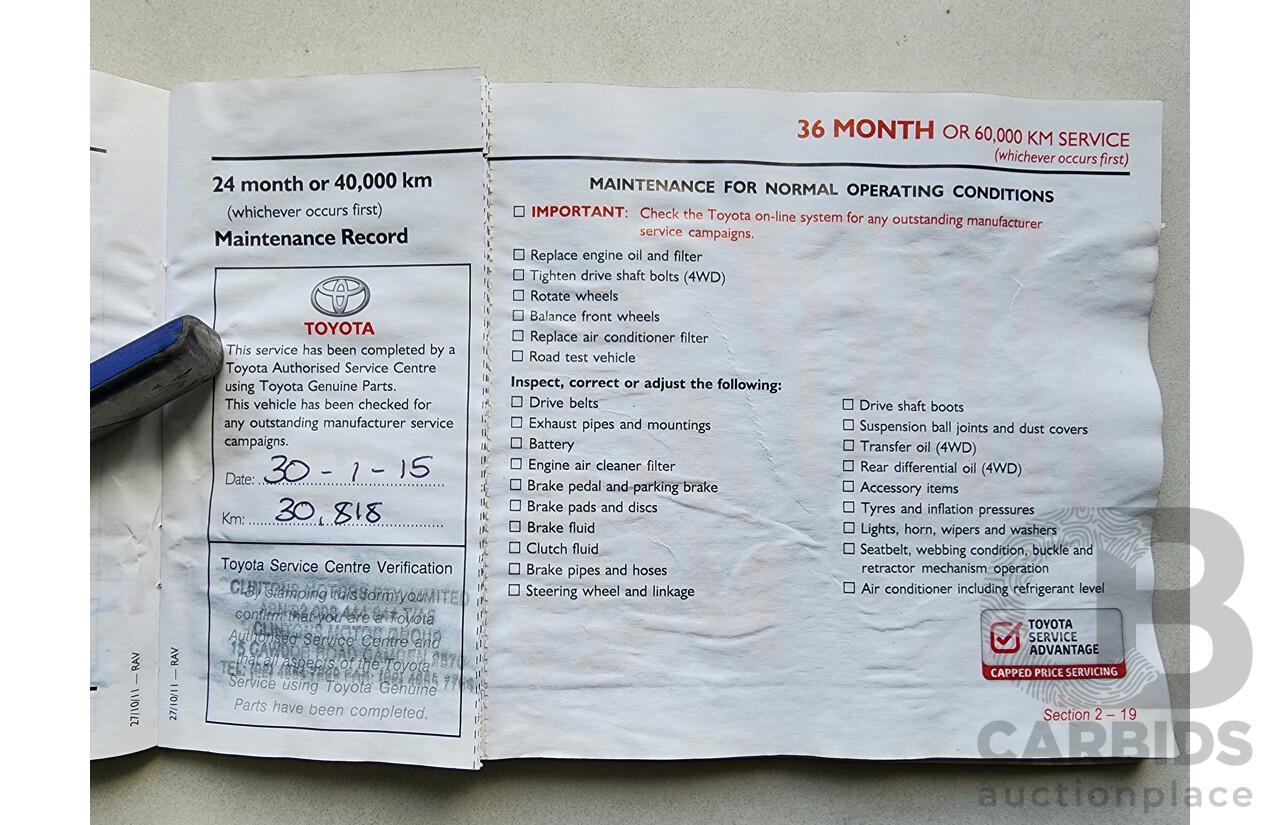 24 month or 40,000 km
(whichever occurs first)
Maintenance Record
TOYOTA
This service has been completed by a
Toyota Authorised Service Centre
using Toyota Genuine Parts.
This vehicle has been checked for
any outstanding manufacturer service
campaigns.
Date: 30 - 1 - 15
Km: 30,818
Toyota Service Centre Verification
By stamping this form you
confirm that you are a Toyota
Authorised Service Centre and
that all aspects of the Toyota
Service using Toyota Genuine
Parts have been completed.
CLINTONS MOTORS PTY LIMITED
CLINTONS MOTOR GROUP
ROAD
27/10/11 — RAV
27/10/11 — RAV
36 MONTH OR 60,000 KM SERVICE
(whichever occurs first)
MAINTENANCE FOR NORMAL OPERATING CONDITIONS
IMPORTANT: Check the Toyota on-line system for any outstanding manufacturer
service campaigns.
Replace engine oil and filter
Tighten drive shaft bolts (4WD)
Rotate wheels
Balance front wheels
Replace air conditioner filter
Road test vehicle
Inspect, correct or adjust the following:
Drive belts
Exhaust pipes and mountings
Battery
Engine air cleaner filter
Brake pedal and parking brake
Brake pads and discs
Brake fluid
Clutch fluid
Brake pipes and hoses
Steering wheel and linkage
Drive shaft boots
Suspension ball joints and dust covers
Transfer oil (4WD)
Rear differential oil (4WD)
Accessory items
Tyres and inflation pressures
Lights, horn, wipers and washers
Seatbelt, webbing condition, buckle and
retractor mechanism operation
Air conditioner including refrigerant level
TOYOTA
SERVICE
ADVANTAGE
CAPPED PRICE SERVICING
Section 2 – 19
B
CARBIDS
auctionplace